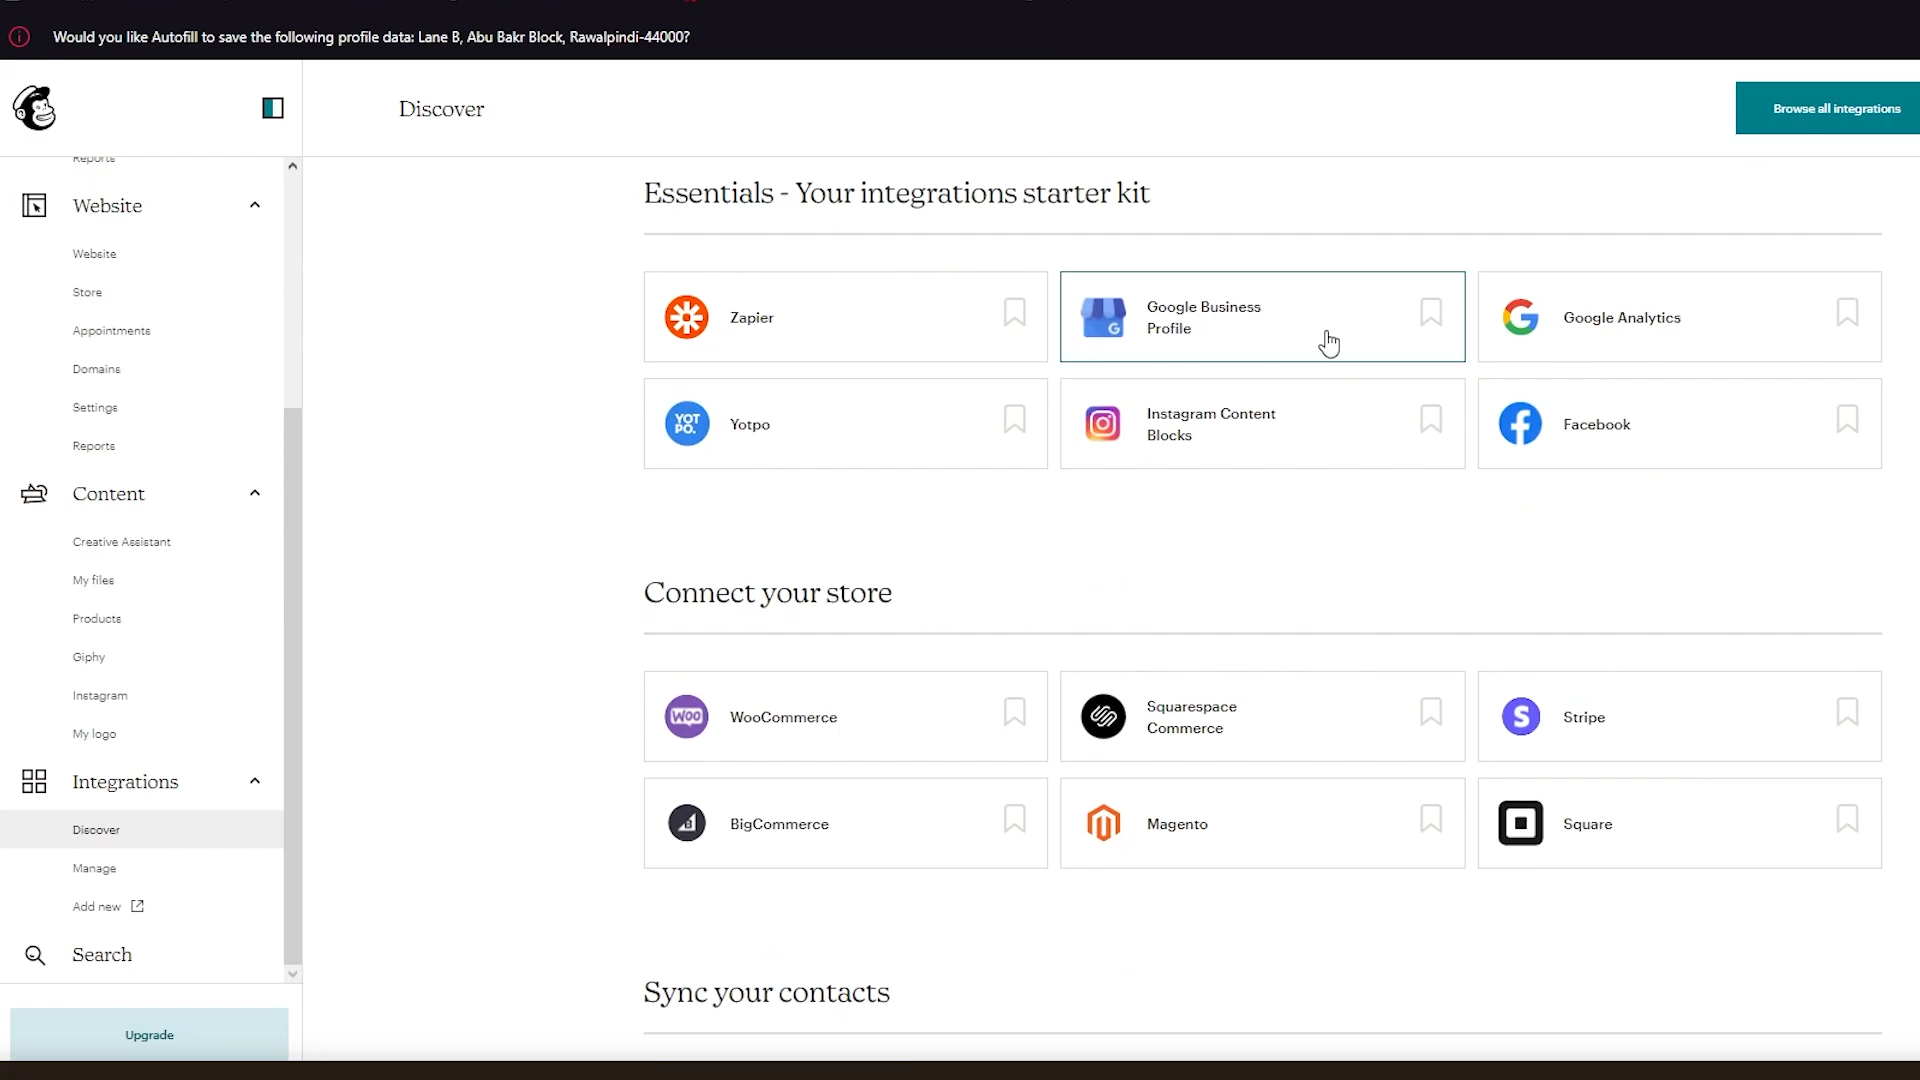 Would you like Autofill to save the following profile data: Lane B, Abu Bakr Block, Rawalpindi-44000?
Discover
Browse all integrations
Reports
Website
Website
Store
Appointments
Domains
Settings
Reports
Content
Creative Assistant
My files
Products
Giphy
Instagram
My logo
Integrations
Discover
Manage
Add new
Search
Upgrade
Essentials - Your integrations starter kit
Zapier
Google Business
Profile
G
Google Analytics
YOT
PO.
Yotpo
Instagram Content
Blocks
Facebook
Connect your store
WOO
WooCommerce
Squarespace
Commerce
S
Stripe
B
BigCommerce
Magento
Square
Sync your contacts